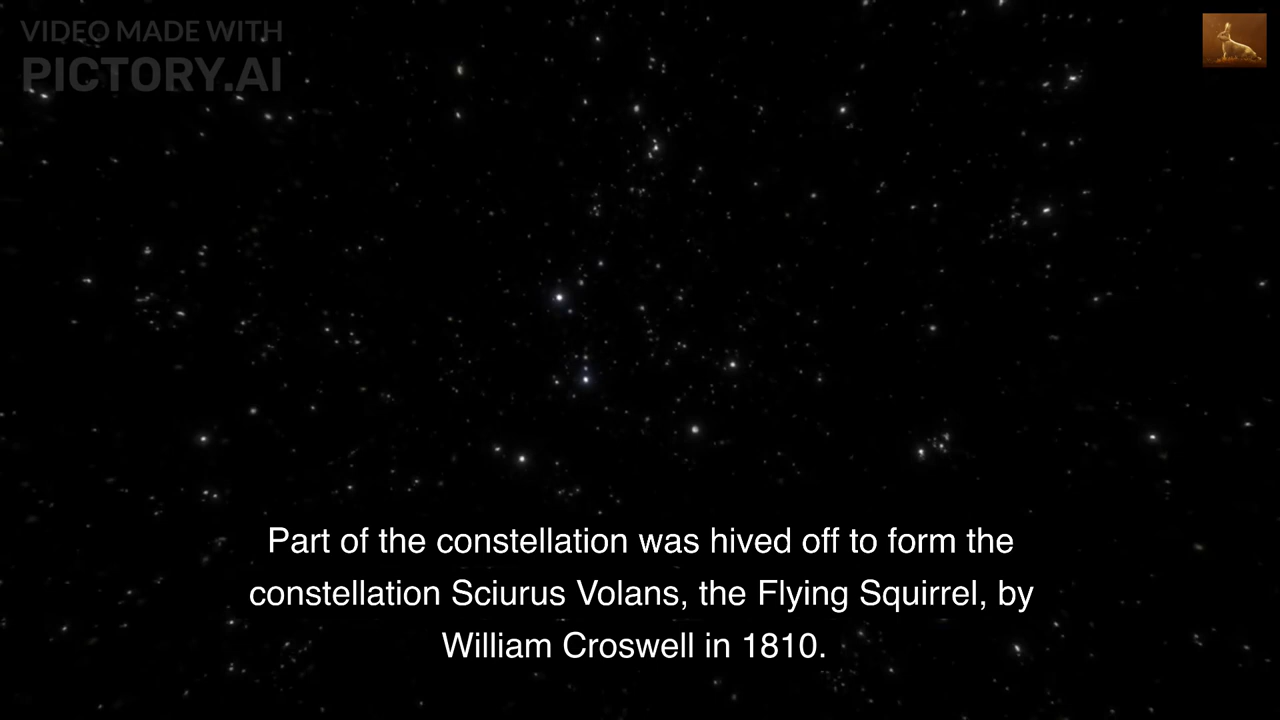 VIDEO MADE WITH
PICTORY.AI
Part of the constellation was hived off to form the
constellation Sciurus Volans, the Flying Squirrel, by
William Croswell in 1810.